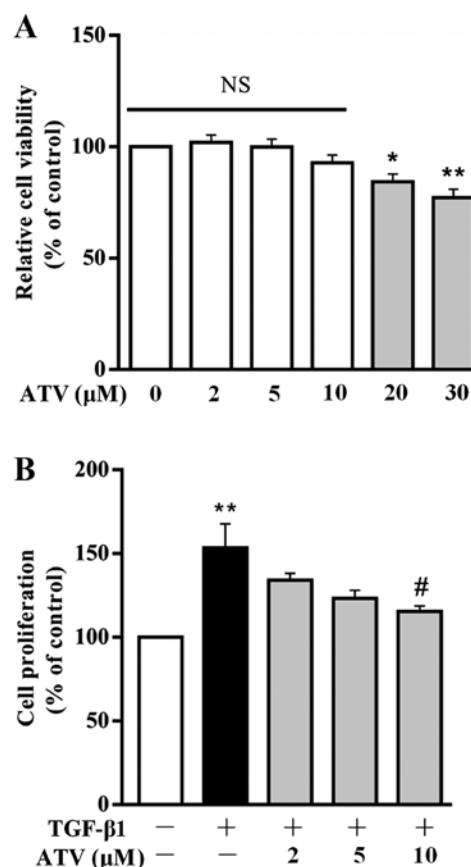 A
Relative cell viability
(% of control)
150
100
50
0
NS
*
**
ATV (μM) 0 2 5 10 20 30
B
Cell proliferation
(% of control)
200
150
100
50
0
**
#
TGF-β1 — + + + +
ATV (μM) — — 2 5 10